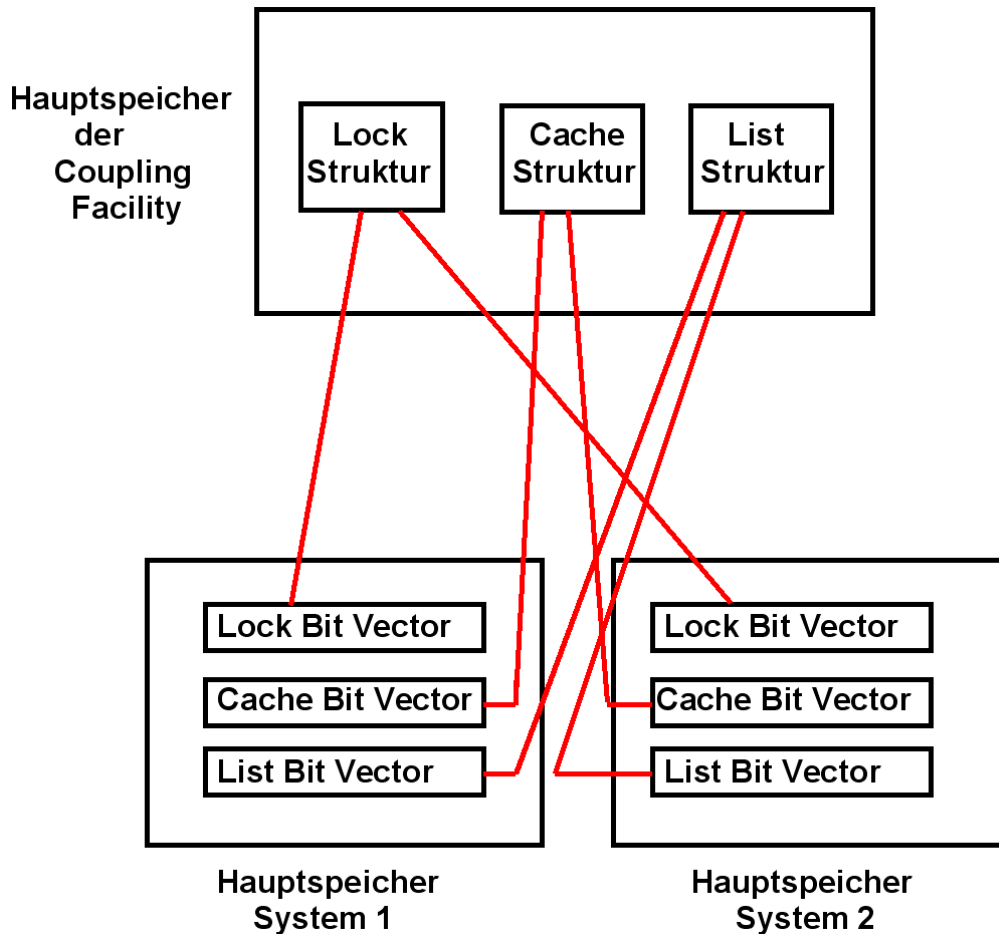 Hauptspeicher
der
Coupling
Facility
Lock
Struktur
Cache
Struktur
List
Struktur
Lock Bit Vector
Cache Bit Vector
List Bit Vector
Lock Bit Vector
Cache Bit Vector
List Bit Vector
Hauptspeicher
System 1
Hauptspeicher
System 2